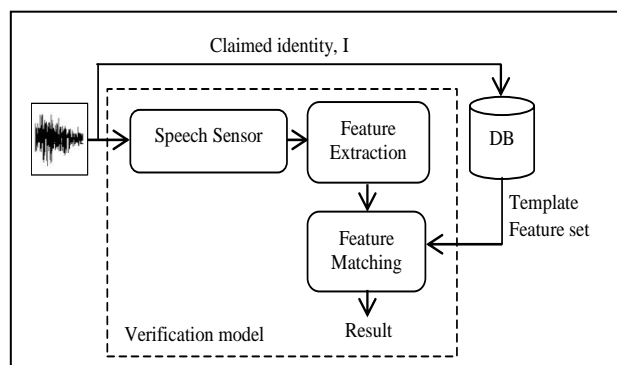 Claimed identity, I
Speech Sensor
Feature
Extraction
DB
Template
Feature set
Feature
Matching
Result
Verification model